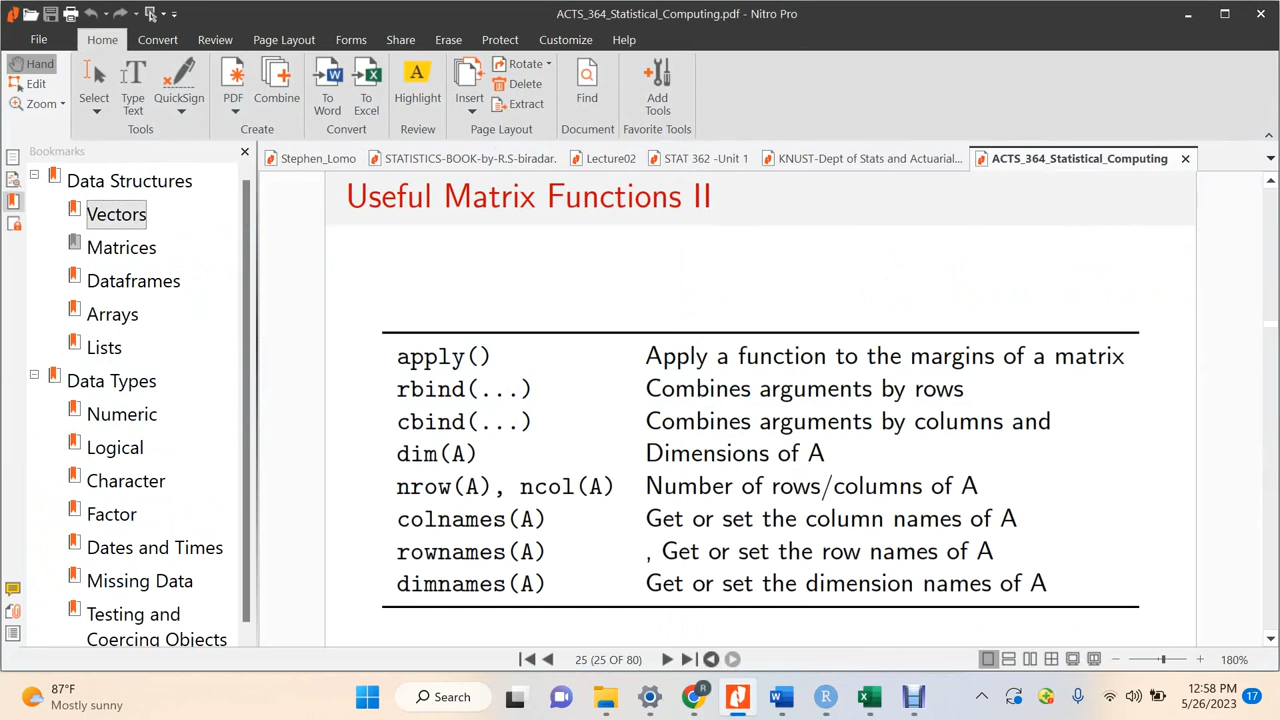 ACTS_364_Statistical_Computing.pdf - Nitro Pro
File Home Convert Review Page Layout Forms Share Erase Protect Customize Help
Hand
Edit
Zoom
Select
Type Text
QuickSign
Tools
PDF
Combine
Create
To Word
To Excel
Convert
Highlight
Review
Insert
Rotate
Delete
Extract
Page Layout
Find
Document
Add Tools
Favorite Tools
Bookmarks
Stephen_Lomo STATISTICS-BOOK-by-R.S-biradar. Lecture02 STAT 362 -Unit 1 KNUST-Dept of Stats and Actuarial... ACTS_364_Statistical_Computing
Data Structures
Vectors
Matrices
Dataframes
Arrays
Lists
Data Types
Numeric
Logical
Character
Factor
Dates and Times
Missing Data
Testing and
Coercing Objects
Useful Matrix Functions II
apply() Apply a function to the margins of a matrix
rbind(...) Combines arguments by rows
cbind(...) Combines arguments by columns and
dim(A) Dimensions of A
nrow(A), ncol(A) Number of rows/columns of A
colnames(A) Get or set the column names of A
rownames(A) , Get or set the row names of A
dimnames(A) Get or set the dimension names of A
25 (25 OF 80)
180%
87°F
Mostly sunny
Search
12:58 PM
5/26/2023
17